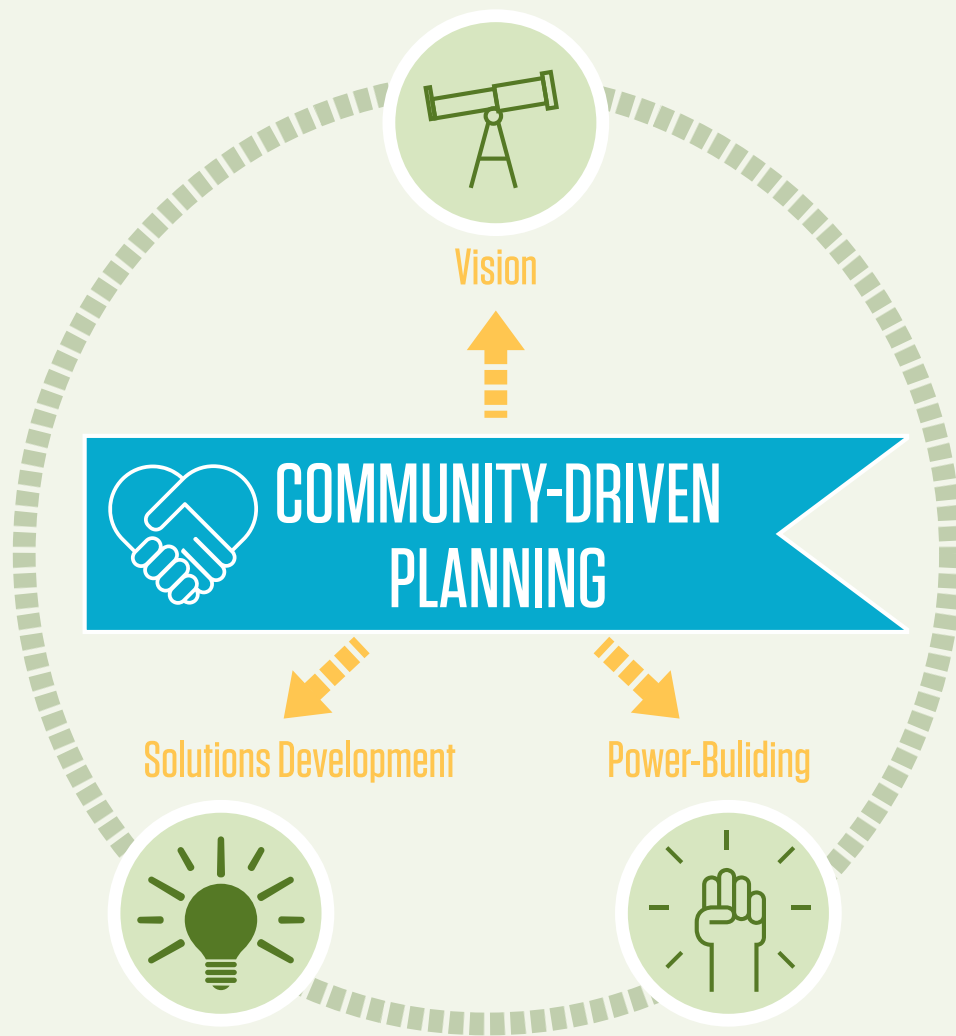 Vision
COMMUNITY-DRIVEN
PLANNING
Solutions Development
Power-Buliding